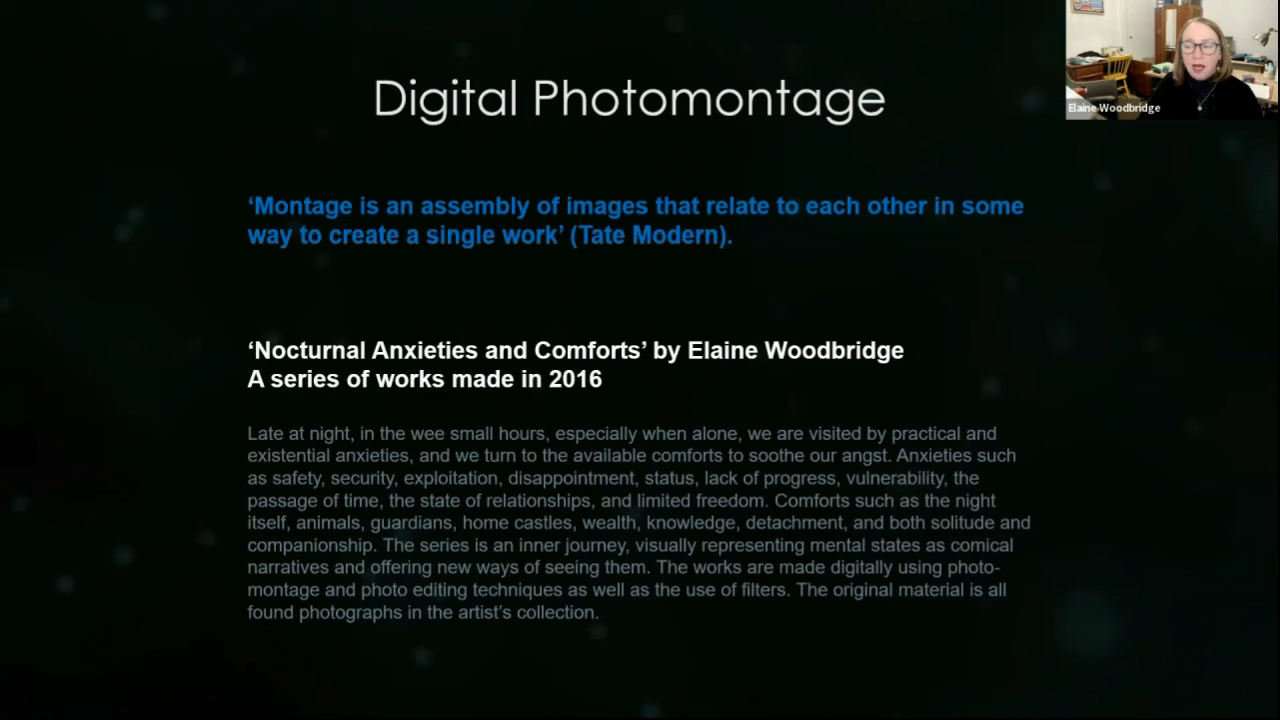 Digital Photomontage
Elaine Woodbridge
‘Montage is an assembly of images that relate to each other in some
way to create a single work’ (Tate Modern).
‘Nocturnal Anxieties and Comforts’ by Elaine Woodbridge
A series of works made in 2016
Late at night, in the wee small hours, especially when alone, we are visited by practical and
existential anxieties, and we turn to the available comforts to soothe our angst. Anxieties such
as safety, security, exploitation, disappointment, status, lack of progress, vulnerability, the
passage of time, the state of relationships, and limited freedom. Comforts such as the night
itself, animals, guardians, home castles, wealth, knowledge, detachment, and both solitude and
companionship. The series is an inner journey, visually representing mental states as comical
narratives and offering new ways of seeing them. The works are made digitally using photo-
montage and photo editing techniques as well as the use of filters. The original material is all
found photographs in the artist’s collection.